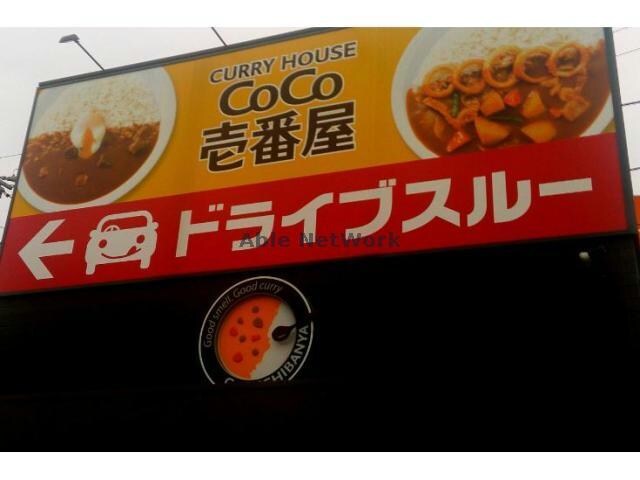 CURRY HOUSE
CoCo
壱番屋
ドライブスルー
Able NetWork
Good smell. Good curry
ICHIBANYA